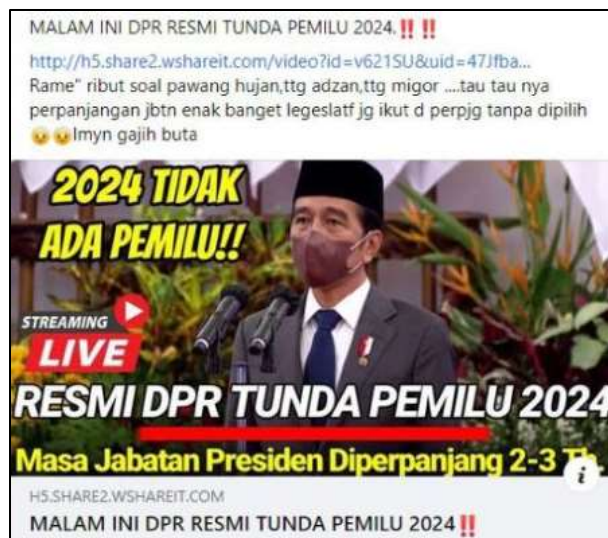 MALAM INI DPR RESMI TUNDA PEMILU 2024.‼️ ‼️
http://h5.share2.wshareit.com/video?id=v621SU&uid=47Jfba...
Rame" ribut soal pawang hujan,ttg adzan,ttg migor ....tau tau nya
perpanjangan jbtn enak banget legeslatf jg ikut d perpjg tanpa dipilih
😠😠lmyn gajih buta
2024 TIDAK
ADA PEMILU!!
STREAMING
LIVE
RESMI DPR TUNDA PEMILU 2024
Masa Jabatan Presiden Diperpanjang 2-3 Th.
H5.SHARE2.WSHAREIT.COM
MALAM INI DPR RESMI TUNDA PEMILU 2024‼️